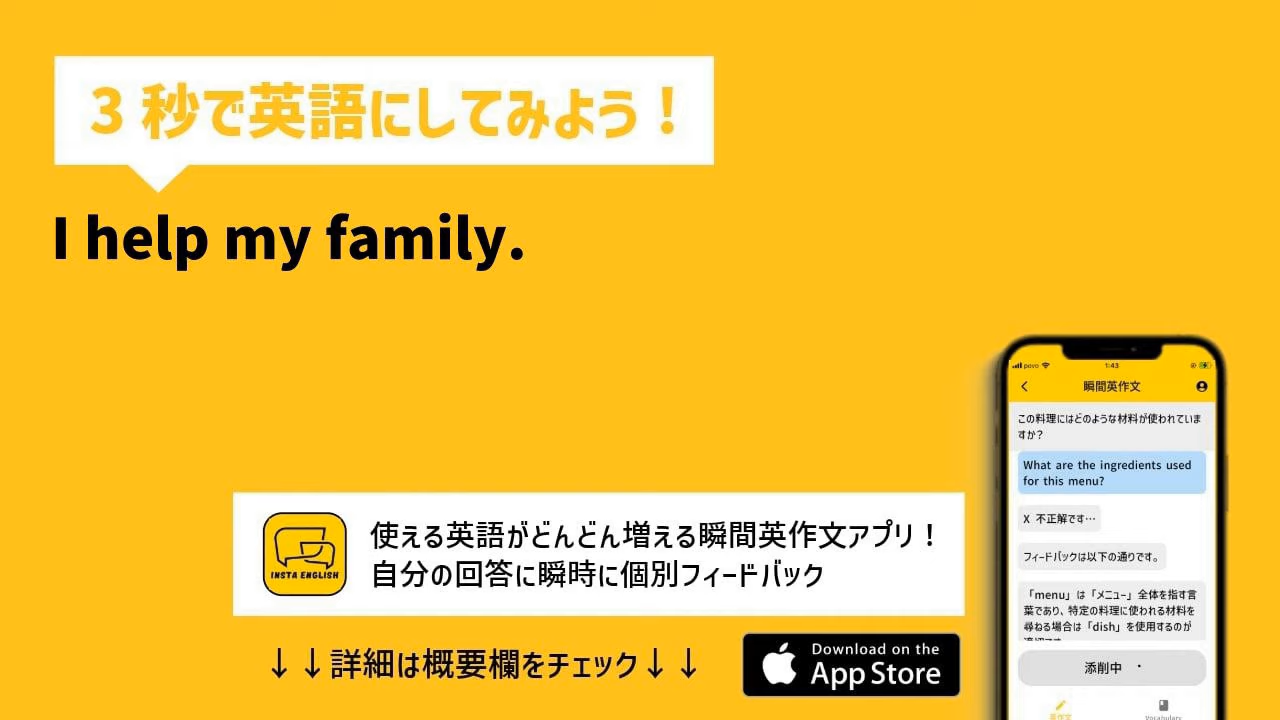 3 秒で英語にしてみよう！
I help my family.
povo
1:43
瞬間英作文
この料理にはどのような材料が使われていま
すか？
What are the ingredients used
for this menu?
X 不正解です…
フィードバックは以下の通りです。
「menu」は「メニュー」全体を指す言
葉であり、特定の料理に使われる材料を
尋ねる場合は「dish」を使用するのが
添削中
英作文
Vocabulary
INSTA ENGLISH
使える英語がどんどん増える瞬間英作文アプリ！
自分の回答に瞬時に個別フィードバック
↓↓詳細は概要欄をチェック↓↓
Download on the
App Store